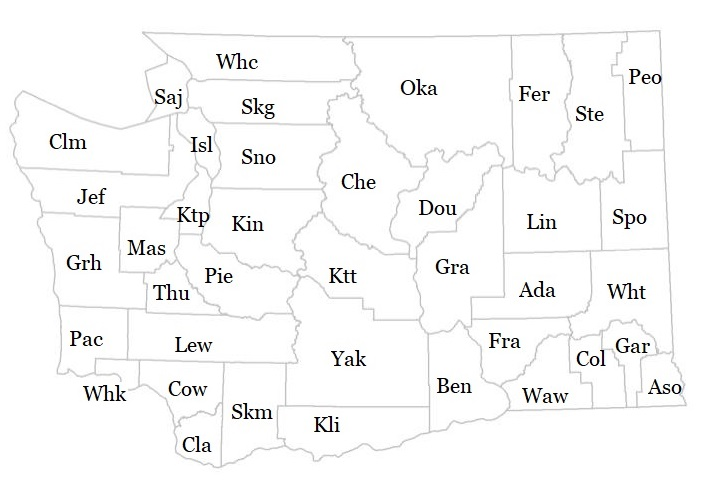 Whc
Peo
Oka
Fer
Saj
Skg
Ste
Clm
Isl
Sno
Che
Jef
Dou
Ktp
Kin
Lin
Spo
Mas
Grh
Gra
Pie
Ktt
Thu
Ada
Wht
Pac
Lew
Fra
Gar
Yak
Col
Whk
Cow
Ben
Aso
Waw
Skm
Kli
Cla